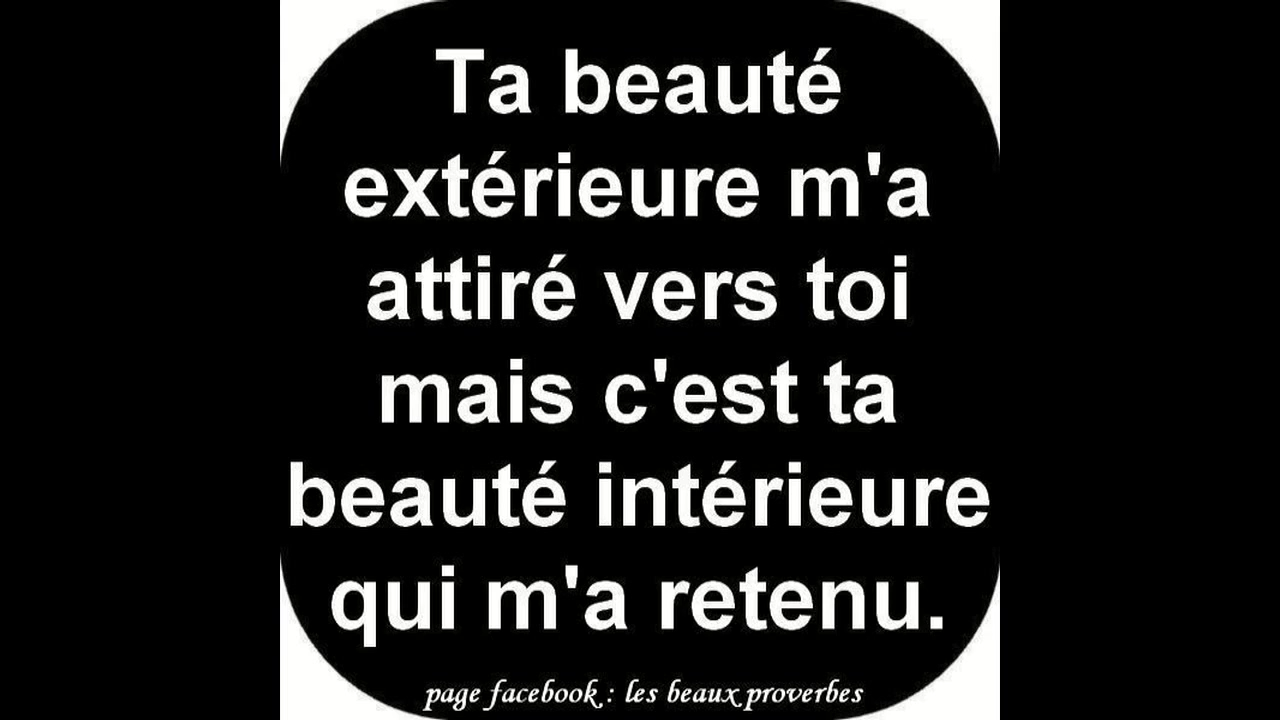 Ta beauté
extérieure m'a
attiré vers toi
mais c'est ta
beauté intérieure
qui m'a retenu.
page facebook : les beaux proverbes